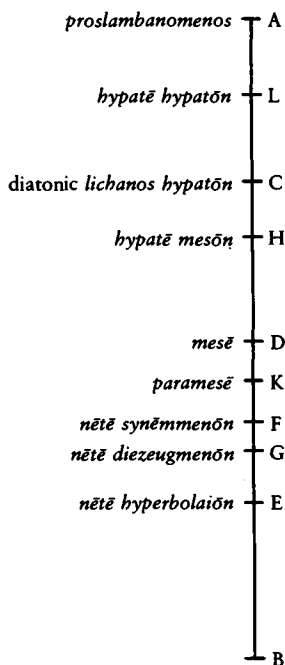 proslambanomenos A
hypatē hypatōn L
diatonic lichanos hypatōn C
hypatē mesōn H
mesē D
paramesē K
nētē synēmmenōn F
nētē diezeugmenōn G
nētē hyperbolaiōn E
B